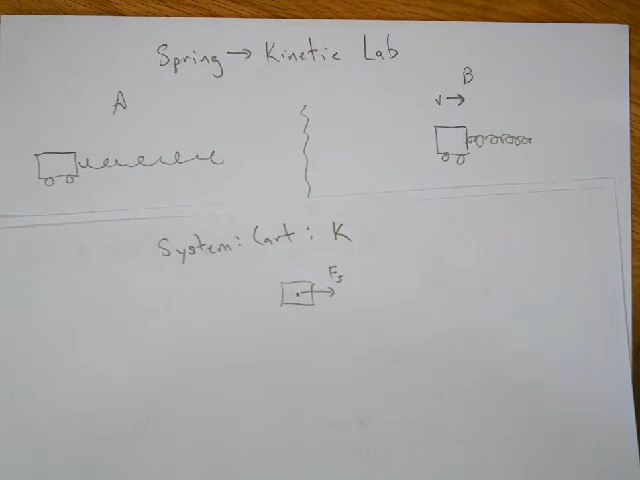 Spring → Kinetic Lab
A
B
v →
System: Cart: K
Fs